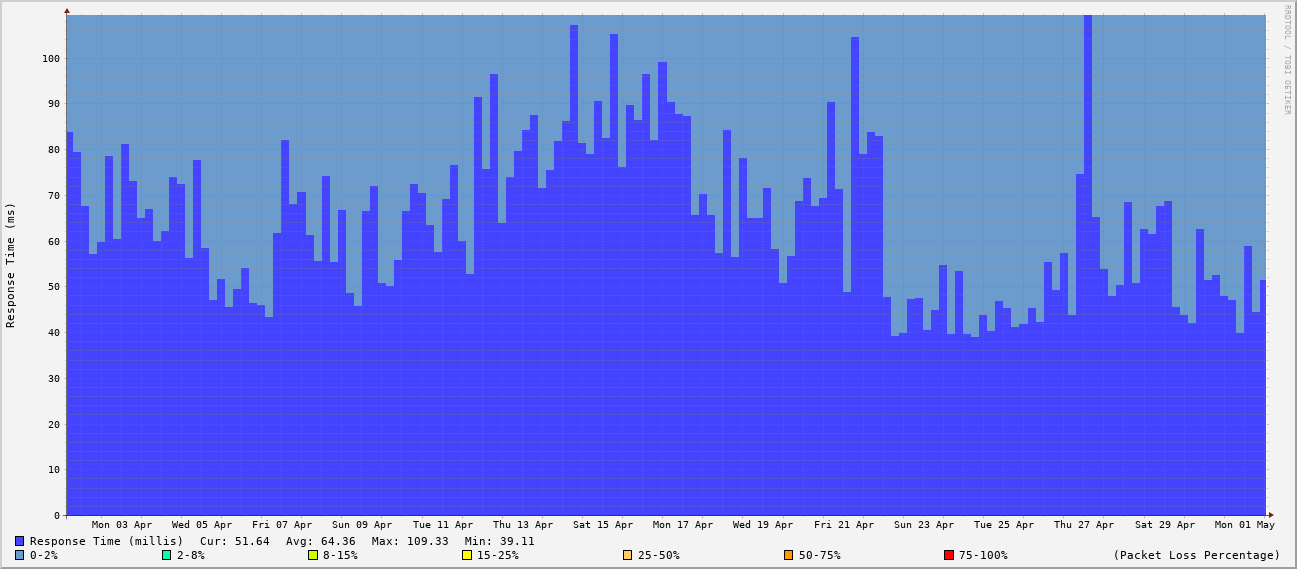 RRDTOOL / TOBI OETIKER
Response Time (ms)
100
90
80
70
60
50
40
30
20
10
0
Mon 03 Apr Wed 05 Apr Fri 07 Apr Sun 09 Apr Tue 11 Apr Thu 13 Apr Sat 15 Apr Mon 17 Apr Wed 19 Apr Fri 21 Apr Sun 23 Apr Tue 25 Apr Thu 27 Apr Sat 29 Apr Mon 01 May
Response Time (millis) Cur: 51.64 Avg: 64.36 Max: 109.33 Min: 39.11
0-2% 2-8% 8-15% 15-25% 25-50% 50-75% 75-100% (Packet Loss Percentage)